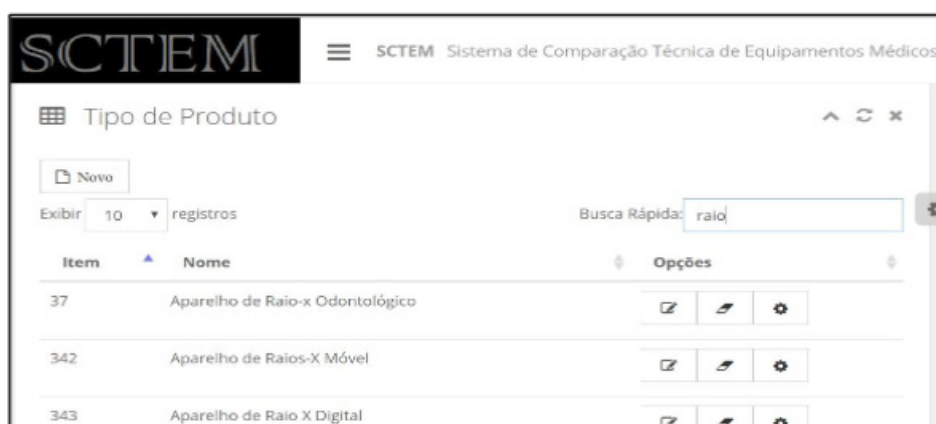 SCTEM
SCTEM Sistema de Comparação Técnica de Equipamentos Médicos
Tipo de Produto
Novo
Exibir 10 registros
Busca Rápida: raio
Item Nome Opções
37 Aparelho de Raio-x Odontológico
342 Aparelho de Raios-X Móvel
343 Aparelho de Raio X Digital